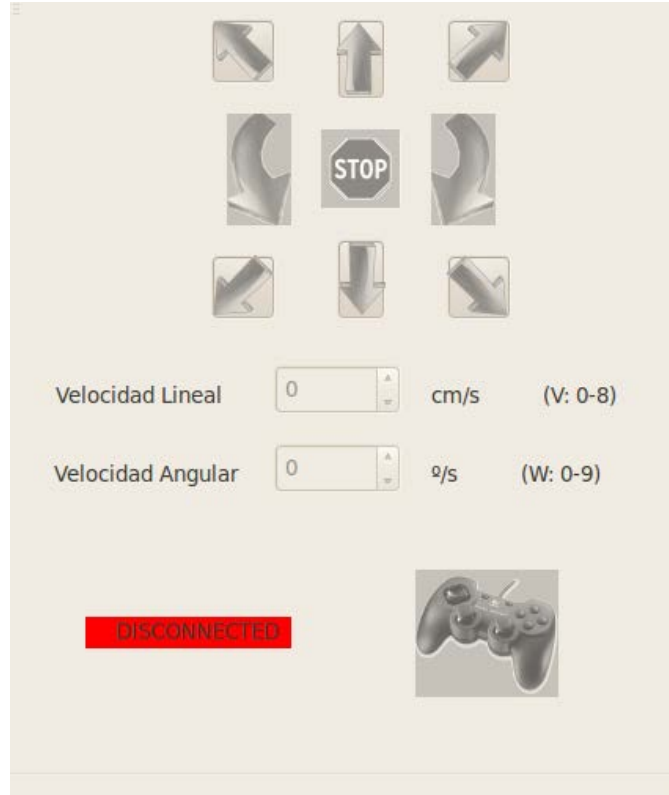 STOP
Velocidad Lineal 0 cm/s (V: 0-8)
Velocidad Angular 0 º/s (W: 0-9)
DISCONNECTED